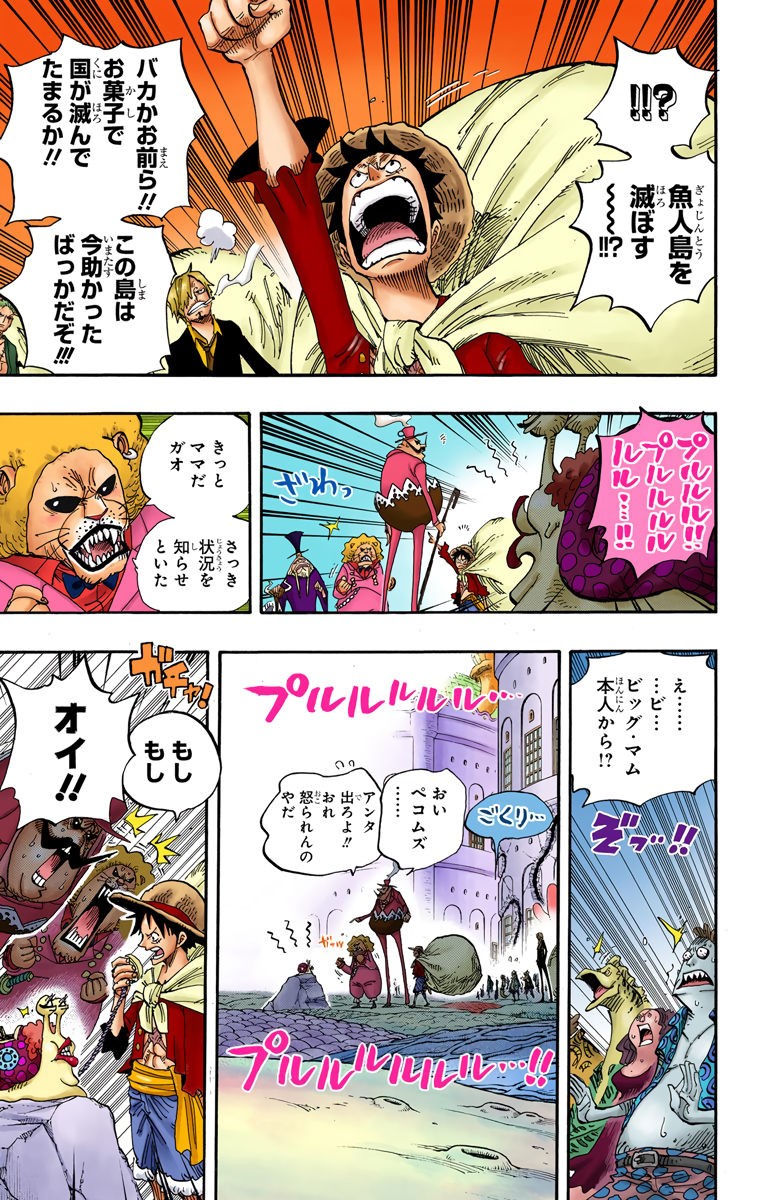 !!?
魚人島を
滅ぼす
〜〜〜!!?
バカかお前ら!!
お菓子で
国が滅んで
たまるか!!
この島は
今助かった
ばっかだぞ!!!
プルルル!!
プルルルル
ルル…!!
ざわっ
きっと
ママだ
ガオ
さっき
状況を
知らせ
といた
え……
…ビ…
ビッグ・マム
本人から!?
ぞっ!!
プルルルルルル…
ごくり…
おい
ペコムズ
……
アンタ
出ろよ!!
おれ
怒られんの
やだ
ガオッ
プルルルルルル…!!
ガチャ!
もし
もし
オイ!!